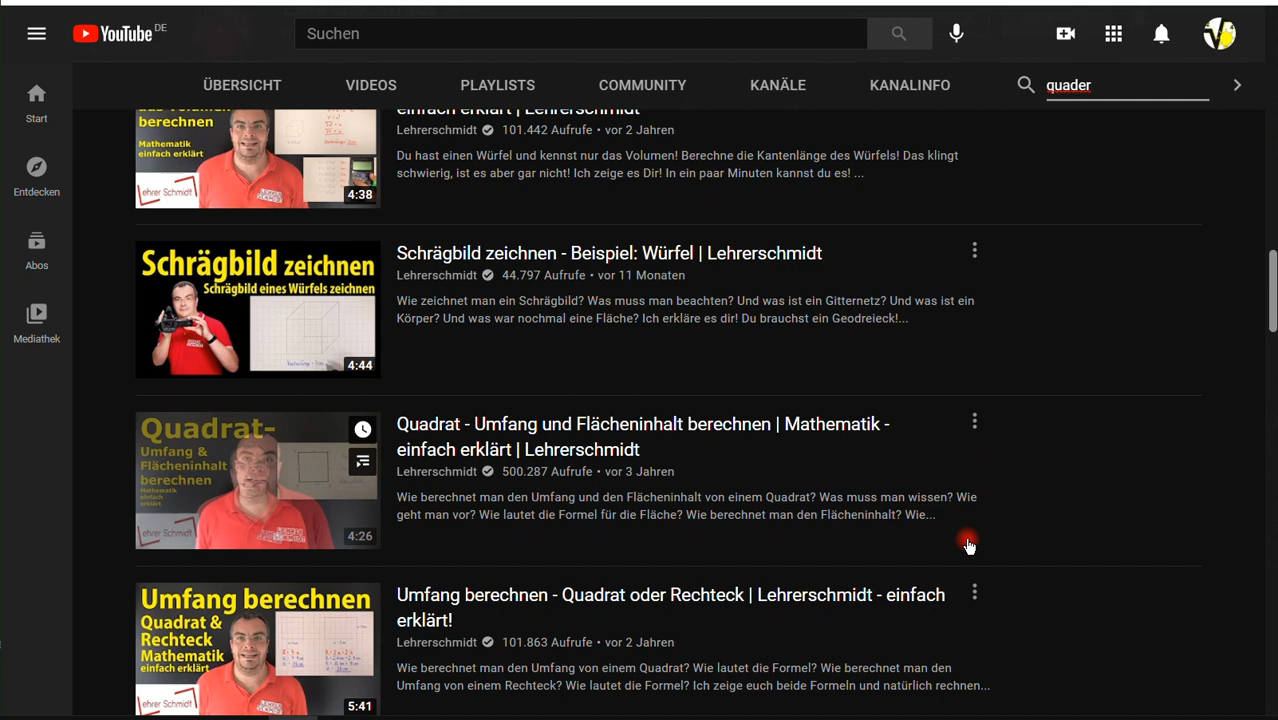 YouTube DE
Suchen
ÜBERSICHT VIDEOS PLAYLISTS COMMUNITY KANÄLE KANALINFO quader
Start
Entdecken
Abos
Mediathek
das Volumen
berechnen
Mathematik
einfach erklärt
Lehrer Schmidt
4:38
einfach erklärt | Lehrerschmidt
Lehrerschmidt 101.442 Aufrufe • vor 2 Jahren
Du hast einen Würfel und kennst nur das Volumen! Berechne die Kantenlänge des Würfels! Das klingt
schwierig, ist es aber gar nicht! Ich zeige es Dir! In ein paar Minuten kannst du es! ...
Schrägbild zeichnen
Schrägbild eines Würfels zeichnen
4:44
Schrägbild zeichnen - Beispiel: Würfel | Lehrerschmidt
Lehrerschmidt 44.797 Aufrufe • vor 11 Monaten
Wie zeichnet man ein Schrägbild? Was muss man beachten? Und was ist ein Gitternetz? Und was ist ein
Körper? Und was war nochmal eine Fläche? Ich erkläre es dir! Du brauchst ein Geodreieck!...
Quadrat-
Umfang &
Flächeninhalt
berechnen
Mathematik
einfach
erklärt
ehrer Schmidt
4:26
Quadrat - Umfang und Flächeninhalt berechnen | Mathematik -
einfach erklärt | Lehrerschmidt
Lehrerschmidt 500.287 Aufrufe • vor 3 Jahren
Wie berechnet man den Umfang und den Flächeninhalt von einem Quadrat? Was muss man wissen? Wie
geht man vor? Wie lautet die Formel für die Fläche? Wie berechnet man den Flächeninhalt? Wie...
Umfang berechnen
Quadrat &
Rechteck
Mathematik
einfach erklärt
ehrer Schmidt
5:41
Umfang berechnen - Quadrat oder Rechteck | Lehrerschmidt - einfach
erklärt!
Lehrerschmidt 101.863 Aufrufe • vor 2 Jahren
Wie berechnet man den Umfang von einem Quadrat? Wie lautet die Formel? Wie berechnet man den
Umfang von einem Rechteck? Wie lautet die Formel? Ich zeige euch beide Formeln und natürlich rechnen...